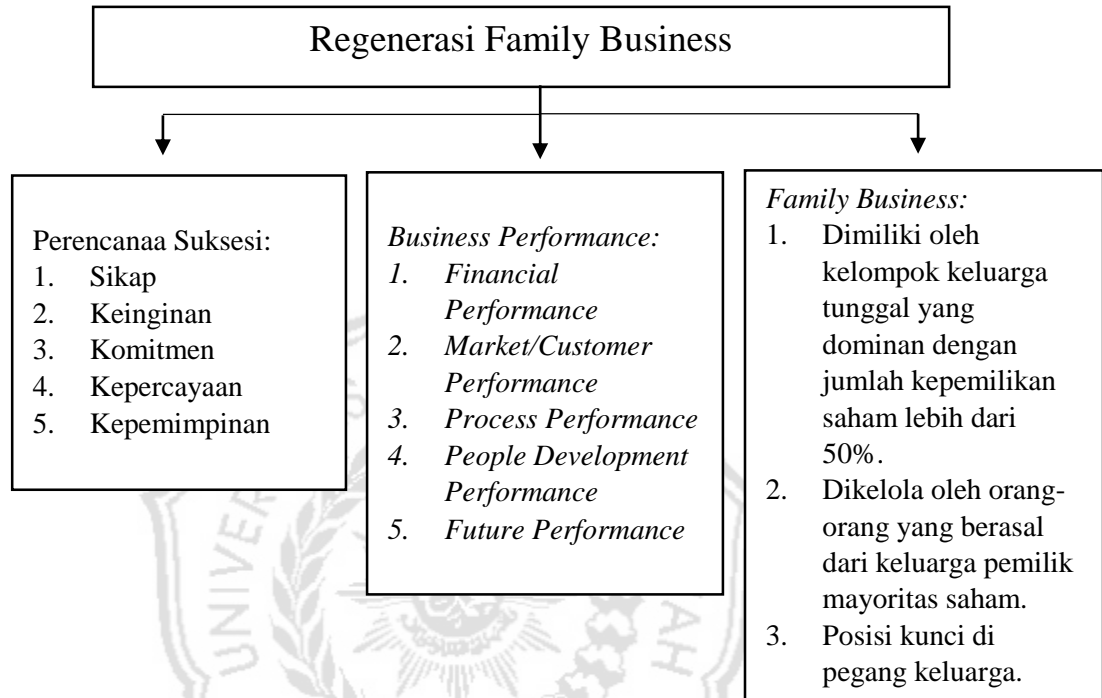 Regenerasi Family Business
Perencanaa Suksesi:
1. Sikap
2. Keinginan
3. Komitmen
4. Kepercayaan
5. Kepemimpinan
Business Performance:
1. Financial
Performance
2. Market/Customer
Performance
3. Process Performance
4. People Development
Performance
5. Future Performance
Family Business:
1. Dimiliki oleh
kelompok keluarga
tunggal yang
dominan dengan
jumlah kepemilikan
saham lebih dari
50%.
2. Dikelola oleh orang-
orang yang berasal
dari keluarga pemilik
mayoritas saham.
3. Posisi kunci di
pegang keluarga.